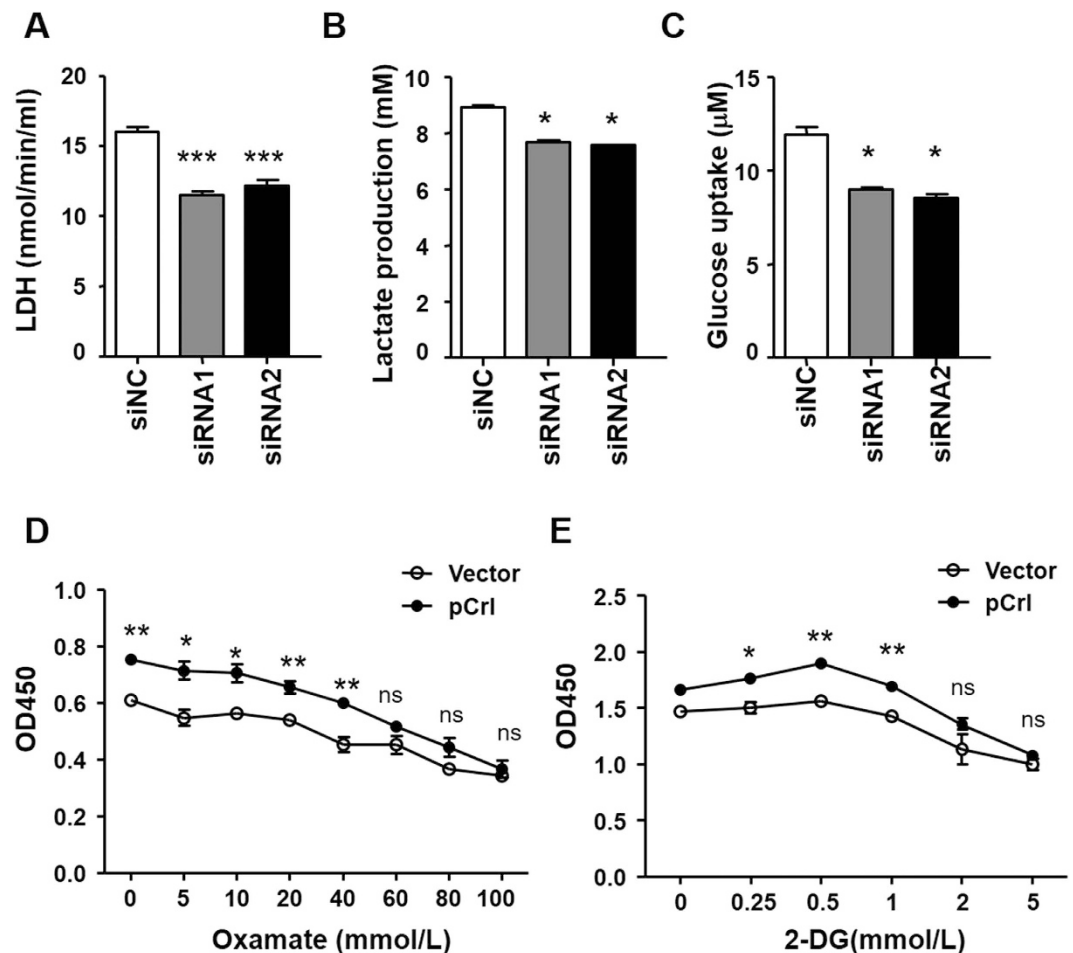 A
LDH (nmol/min/ml)
20
15
10
5
0
*** ***
siNC
siRNA1
siRNA2
B
Lactate production (mM)
10
8
6
4
2
0
* *
siNC
siRNA1
siRNA2
C
Glucose uptake (μM)
15
10
5
0
* *
siNC
siRNA1
siRNA2
D
Vector
pCrl
OD450
1.0
0.8
0.6
0.4
0.2
0.0
** * * ** ** ns ns ns
0 5 10 20 40 60 80 100
Oxamate (mmol/L)
E
Vector
pCrl
OD450
2.5
2.0
1.5
1.0
0.5
0.0
* ** ** ns ns
0 0.25 0.5 1 2 5
2-DG(mmol/L)